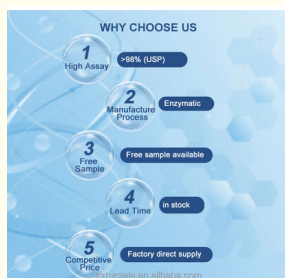 WHY CHOOSE US
1
High Assay
>98% (USP)
2
Manufacture
Process
Enzymatic
3
Free
Sample
Free sample available
4
Lead Time
in stock
5
Competitive
Price
Factory direct supply